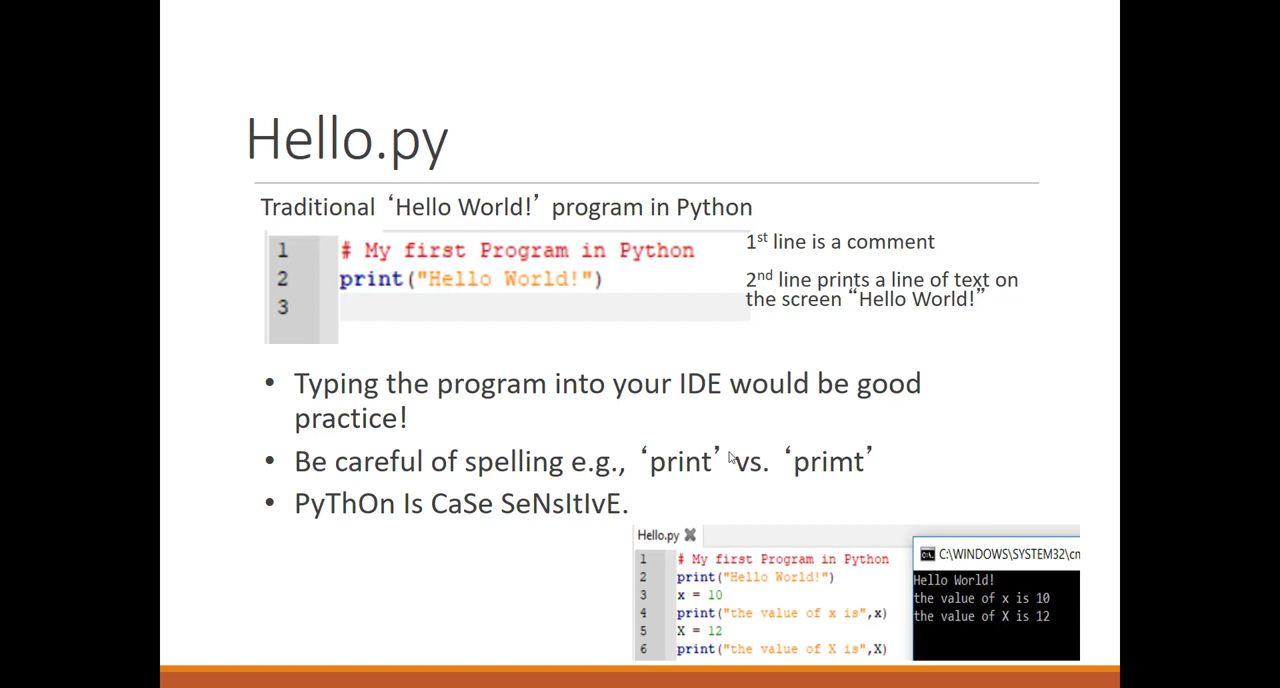 Hello.py
Traditional ‘Hello World!’ program in Python
1 # My first Program in Python
2 print("Hello World!")
3
1st line is a comment
2nd line prints a line of text on
the screen “Hello World!”
• Typing the program into your IDE would be good
practice!
• Be careful of spelling e.g., ‘print’ vs. ‘primt’
• PyThOn Is CaSe SeNsItIvE.
Hello.py
1 # My first Program in Python
2 print("Hello World!")
3 x = 10
4 print("the value of x is",x)
5 X = 12
6 print("the value of X is",X)
C:\WINDOWS\SYSTEM32\cm
Hello World!
the value of x is 10
the value of X is 12